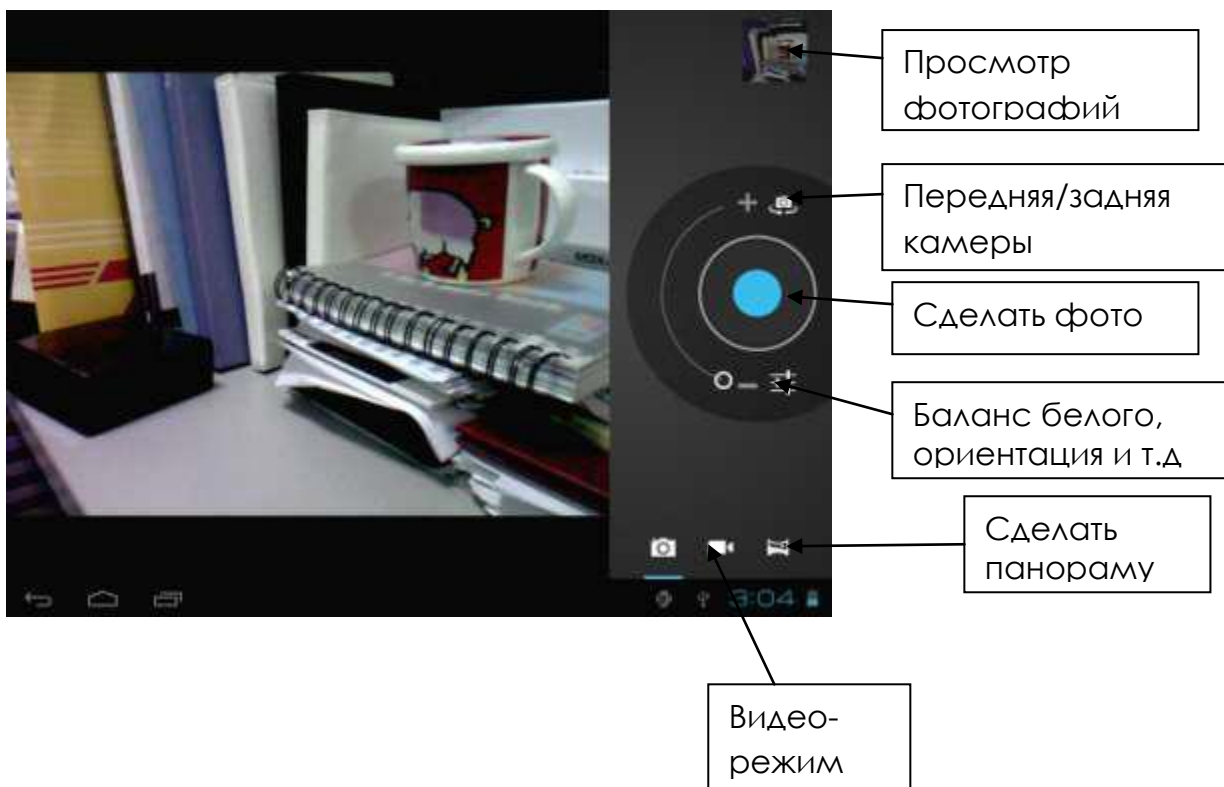 Просмотр
фотографий
Передняя/задняя
камеры
Сделать фото
Баланс белого,
ориентация и т.д
Сделать
панораму
3:04
Видео-
режим